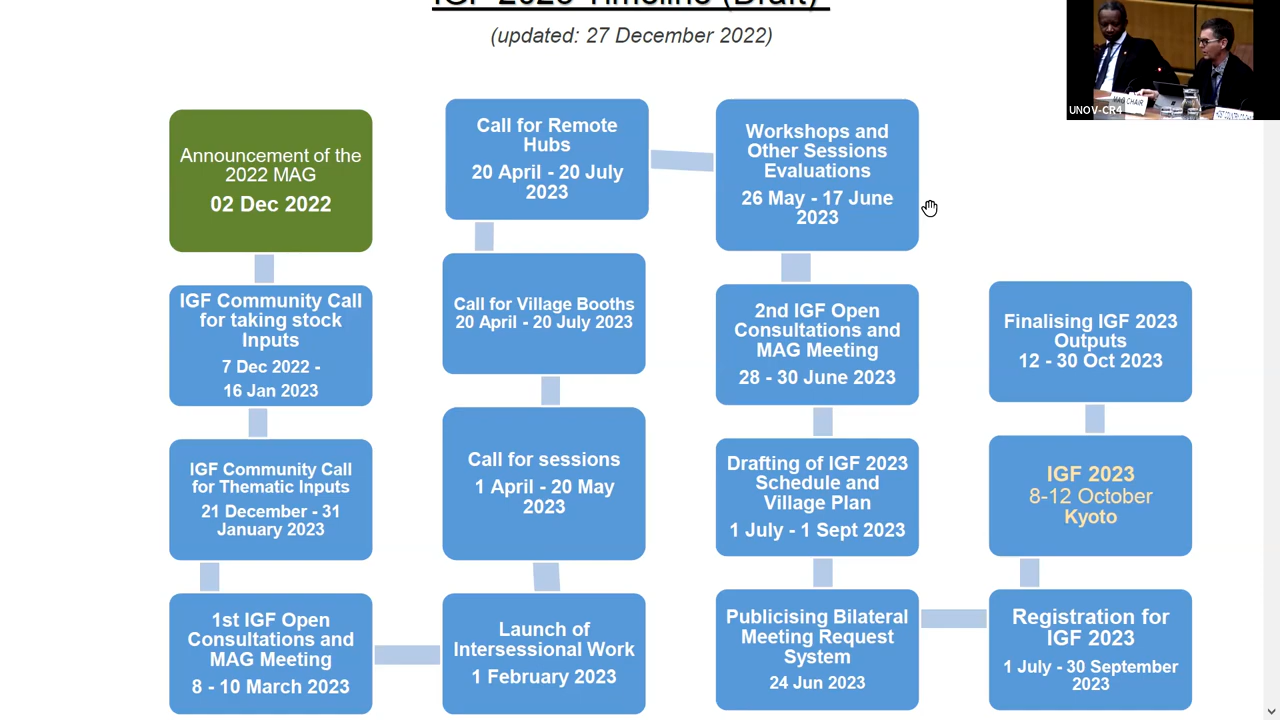 IGF 2023 Timeline (Draft)
(updated: 27 December 2022)
UNOV-CR4
MAG CHAIR
Announcement of the
2022 MAG
02 Dec 2022
IGF Community Call
for taking stock
Inputs
7 Dec 2022 -
16 Jan 2023
IGF Community Call
for Thematic Inputs
21 December - 31
January 2023
1st IGF Open
Consultations and
MAG Meeting
8 - 10 March 2023
Launch of
Intersessional Work
1 February 2023
Call for sessions
1 April - 20 May
2023
Call for Village Booths
20 April - 20 July 2023
Call for Remote
Hubs
20 April - 20 July
2023
Workshops and
Other Sessions
Evaluations
26 May - 17 June
2023
2nd IGF Open
Consultations and
MAG Meeting
28 - 30 June 2023
Drafting of IGF 2023
Schedule and
Village Plan
1 July - 1 Sept 2023
Publicising Bilateral
Meeting Request
System
24 Jun 2023
Registration for
IGF 2023
1 July - 30 September
2023
IGF 2023
8-12 October
Kyoto
Finalising IGF 2023
Outputs
12 - 30 Oct 2023